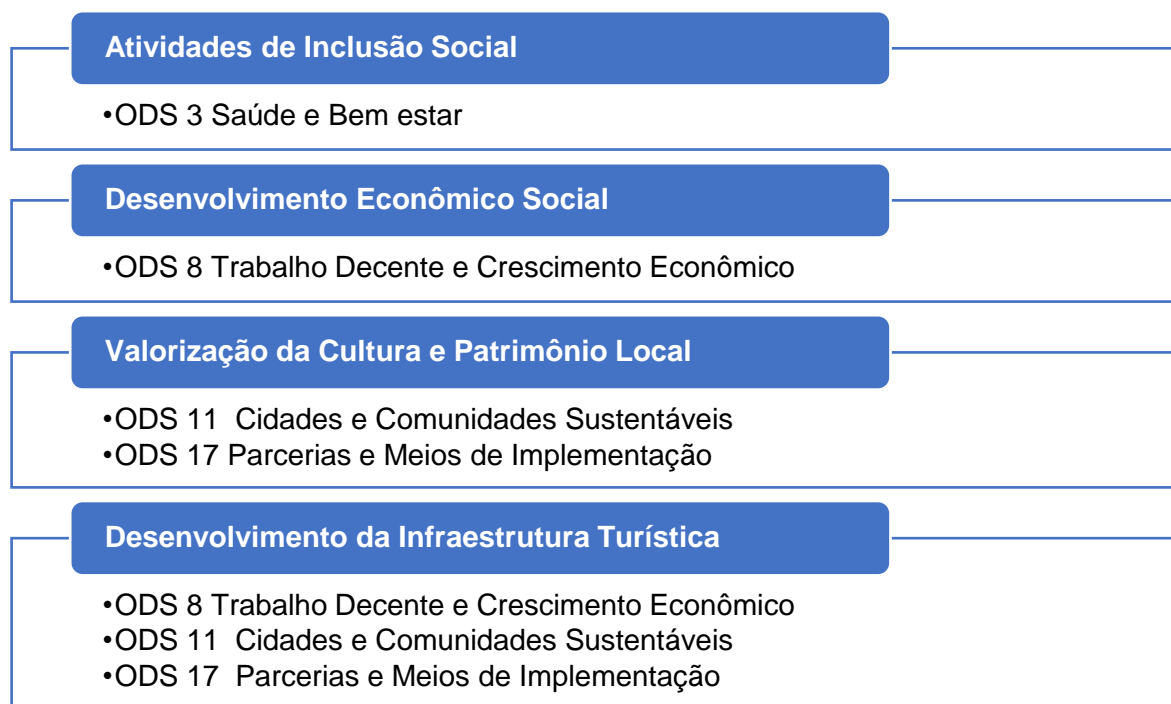 Atividades de Inclusão Social
•ODS 3 Saúde e Bem estar
Desenvolvimento Econômico Social
•ODS 8 Trabalho Decente e Crescimento Econômico
Valorização da Cultura e Patrimônio Local
•ODS 11  Cidades e Comunidades Sustentáveis
•ODS 17 Parcerias e Meios de Implementação
Desenvolvimento da Infraestrutura Turística
•ODS 8 Trabalho Decente e Crescimento Econômico
•ODS 11  Cidades e Comunidades Sustentáveis
•ODS 17  Parcerias e Meios de Implementação